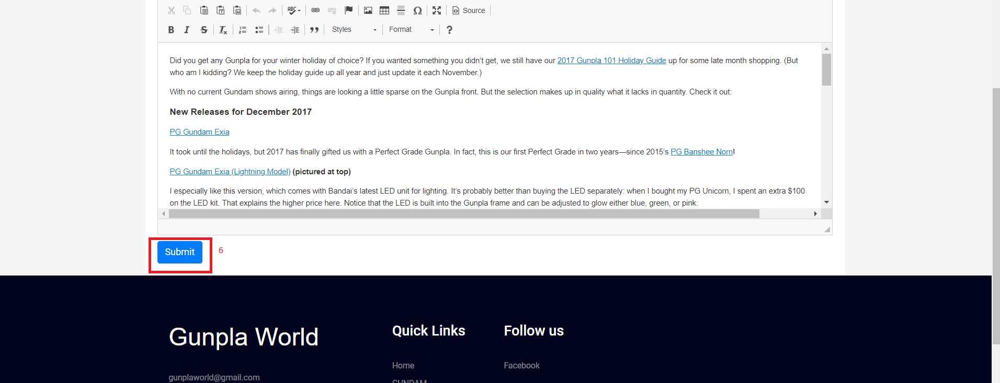 ABC
Source
B I S Ix
Styles Format ?
Did you get any Gunpla for your winter holiday of choice? If you wanted something you didn’t get, we still have our 2017 Gunpla 101 Holiday Guide up for some late month shopping. (But
who am I kidding? We keep the holiday guide up all year and just update it each November.)
With no current Gundam shows airing, things are looking a little sparse on the Gunpla front. But the selection makes up in quality what it lacks in quantity. Check it out:
New Releases for December 2017
PG Gundam Exia
It took until the holidays, but 2017 has finally gifted us with a Perfect Grade Gunpla. In fact, this is our first Perfect Grade in two years—since 2015’s PG Banshee Norn!
PG Gundam Exia (Lightning Model) (pictured at top)
I especially like this version, which comes with Bandai’s latest LED unit for lighting. It’s probably better than buying the LED separately: when I bought my PG Unicorn, I spent an extra $100
on the LED kit. That explains the higher price here. Notice that the LED is built into the Gunpla frame and can be adjusted to glow either blue, green, or pink.
Submit 6
Gunpla World
gunplaworld@gmail.com
Quick Links
Home
GUNDAM
Follow us
Facebook